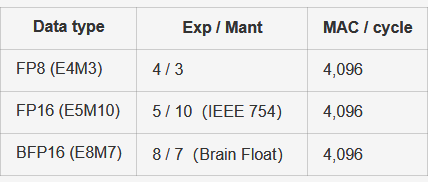 Data type Exp / Mant MAC / cycle
FP8 (E4M3) 4 / 3 4,096
FP16 (E5M10) 5 / 10 (IEEE 754) 4,096
BFP16 (E8M7) 8 / 7 (Brain Float) 4,096